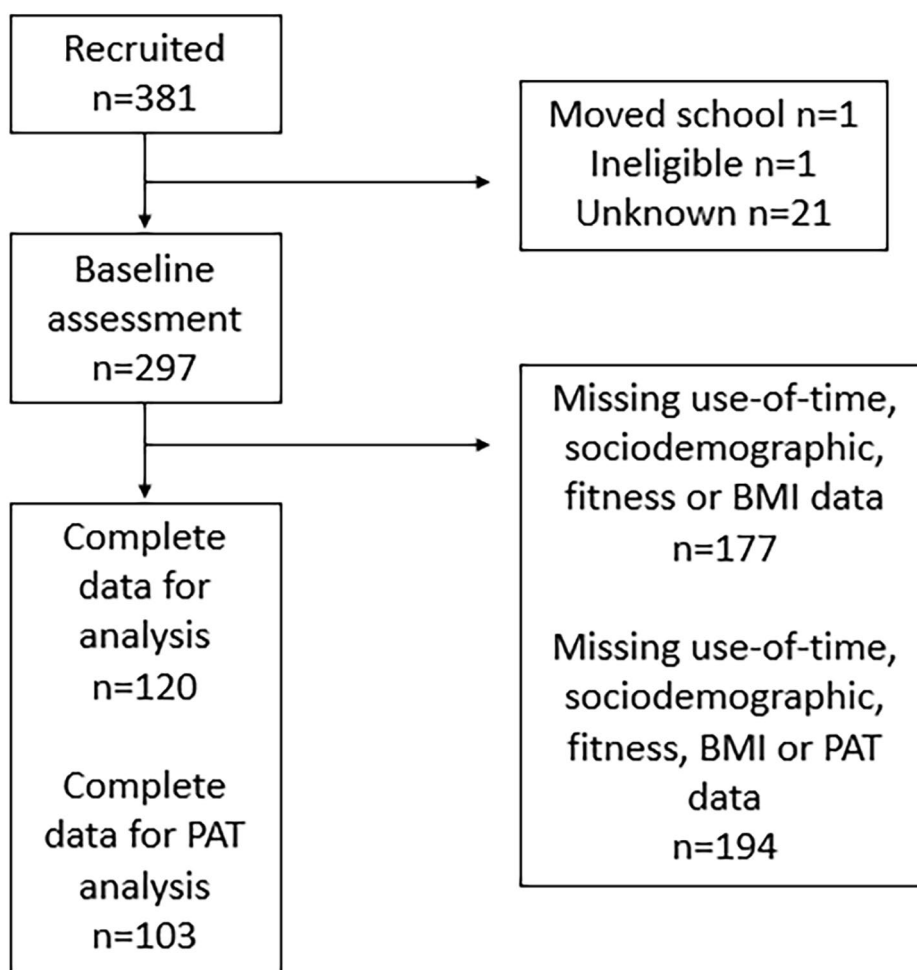 Recruited
n=381
Moved school n=1
Ineligible n=1
Unknown n=21
Baseline
assessment
n=297
Missing use-of-time,
sociodemographic,
fitness or BMI data
n=177
Missing use-of-time,
sociodemographic,
fitness, BMI or PAT
data
n=194
Complete
data for
analysis
n=120
Complete
data for PAT
analysis
n=103